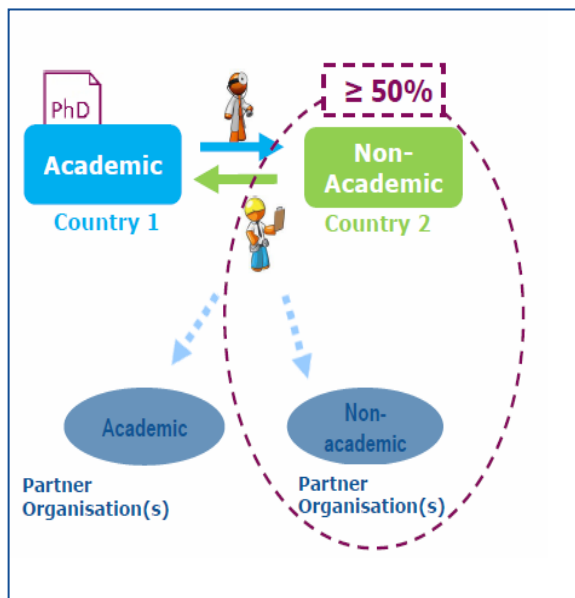 PhD
≥ 50%
Academic
Non-
Academic
Country 1
Country 2
Academic
Non-
academic
Partner
Organisation(s)
Partner
Organisation(s)